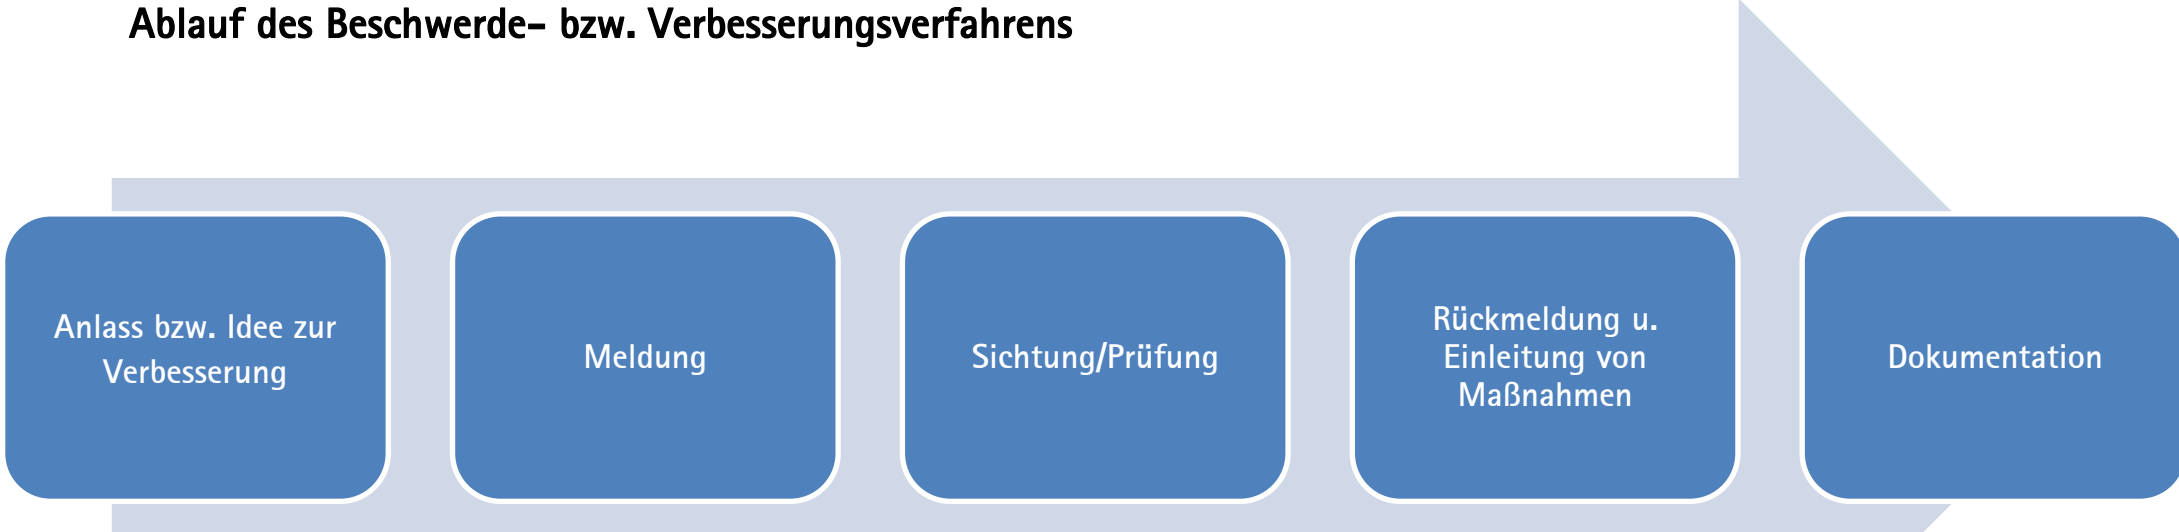 Ablauf des Beschwerde- bzw. Verbesserungsverfahrens
Anlass bzw. Idee zur
Verbesserung
Meldung
Sichtung/Prüfung
Rückmeldung u.
Einleitung von
Maßnahmen
Dokumentation